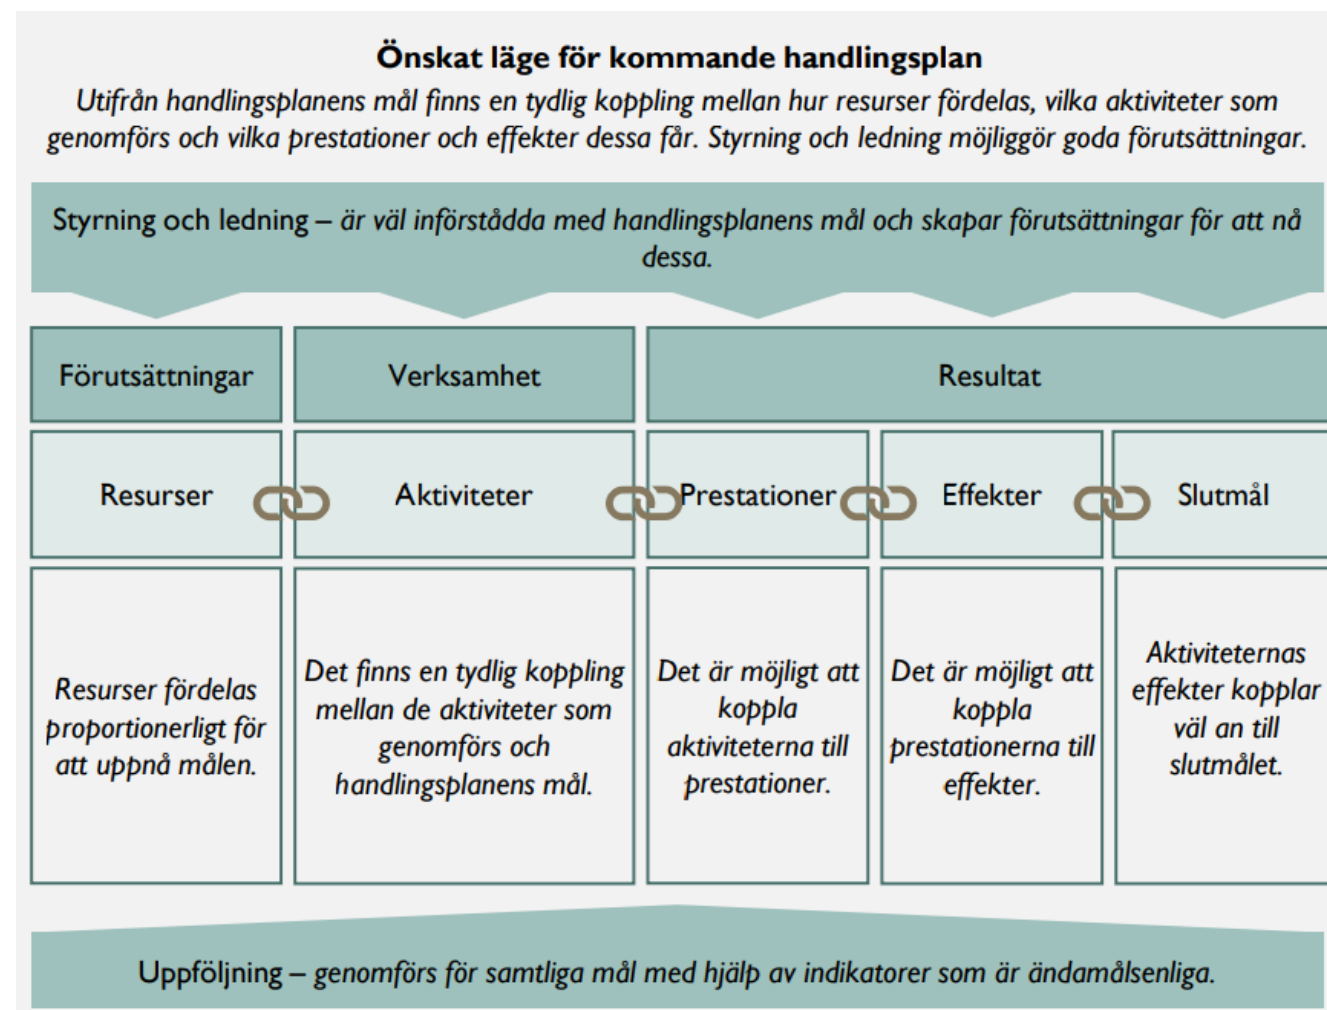 Önskat läge för kommande handlingsplan
Utifrån handlingsplanens mål finns en tydlig koppling mellan hur resurser fördelas, vilka aktiviteter som
genomförs och vilka prestationer och effekter dessa får. Styrning och ledning möjliggör goda förutsättningar.
Styrning och ledning – är väl införstådda med handlingsplanens mål och skapar förutsättningar för att nå
dessa.
Förutsättningar
Verksamhet
Resultat
Resurser
Aktiviteter
Prestationer
Effekter
Slutmål
Resurser fördelas
proportionerligt för
att uppnå målen.
Det finns en tydlig koppling
mellan de aktiviteter som
genomförs och
handlingsplanens mål.
Det är möjligt att
koppla
aktiviteterna till
prestationer.
Det är möjligt att
koppla
prestationerna till
effekter.
Aktiviteternas
effekter kopplar
väl an till
slutmålet.
Uppföljning – genomförs för samtliga mål med hjälp av indikatorer som är ändamålsenliga.